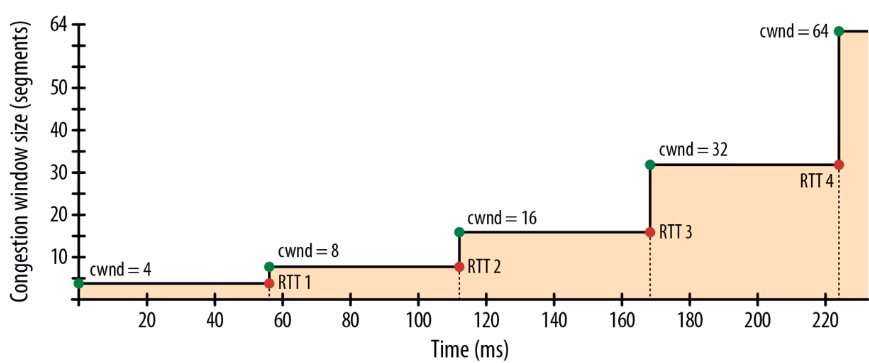 Congestion window size (segments)
64
50
40
30
20
10
cwnd = 4
cwnd = 8
cwnd = 16
cwnd = 32
cwnd = 64
RTT 1
RTT 2
RTT 3
RTT 4
20 40 60 80 100 120 140 160 180 200 220
Time (ms)